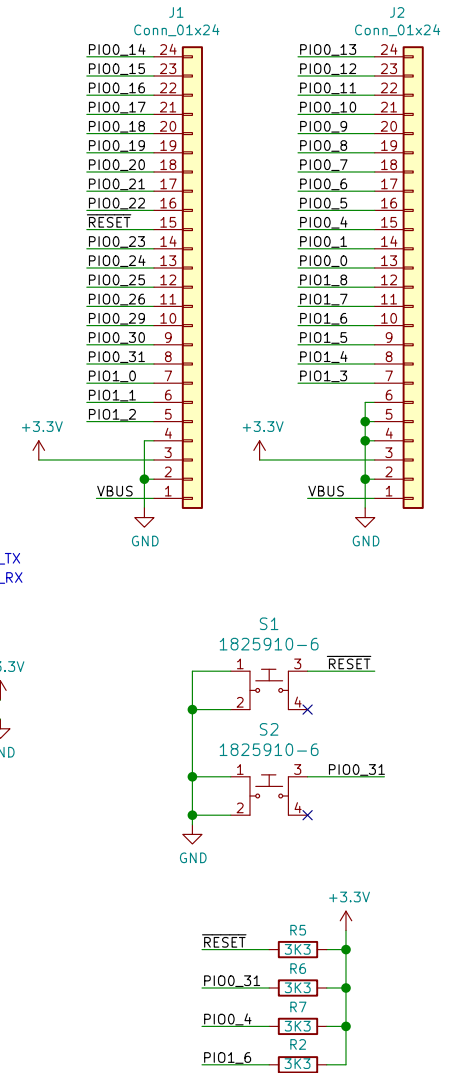 J1
Conn_01x24
PIO0_14 24
PIO0_15 23
PIO0_16 22
PIO0_17 21
PIO0_18 20
PIO0_19 19
PIO0_20 18
PIO0_21 17
PIO0_22 16
RESET 15
PIO0_23 14
PIO0_24 13
PIO0_25 12
PIO0_26 11
PIO0_29 10
PIO0_30 9
PIO0_31 8
PIO1_0 7
PIO1_1 6
PIO1_2 5
+3.3V 4
3
2
VBUS 1
GND
J2
Conn_01x24
PIO0_13 24
PIO0_12 23
PIO0_11 22
PIO0_10 21
PIO0_9 20
PIO0_8 19
PIO0_7 18
PIO0_6 17
PIO0_5 16
PIO0_4 15
PIO0_1 14
PIO0_0 13
PIO1_8 12
PIO1_7 11
PIO1_6 10
PIO1_5 9
PIO1_4 8
PIO1_3 7
6
+3.3V 5
4
3
2
VBUS 1
GND
_TX
_RX
3.3V
ND
S1
1825910-6
1 3 RESET
2 4
S2
1825910-6
1 3 PIO0_31
2 4
GND
+3.3V
R5
RESET 3K3
R6
PIO0_31 3K3
R7
PIO0_4 3K3
R2
PIO1_6 3K3